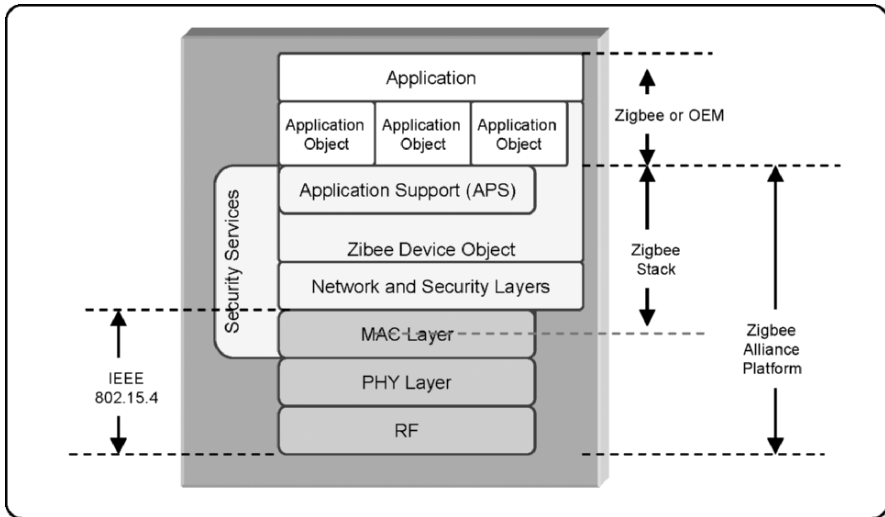 Application
Application
Object
Application
Object
Application
Object
Zigbee or OEM
Application Support (APS)
Security Services
Zibee Device Object
Zigbee
Stack
Network and Security Layers
MAC Layer
Zigbee
Alliance
Platform
IEEE
802.15.4
PHY Layer
RF